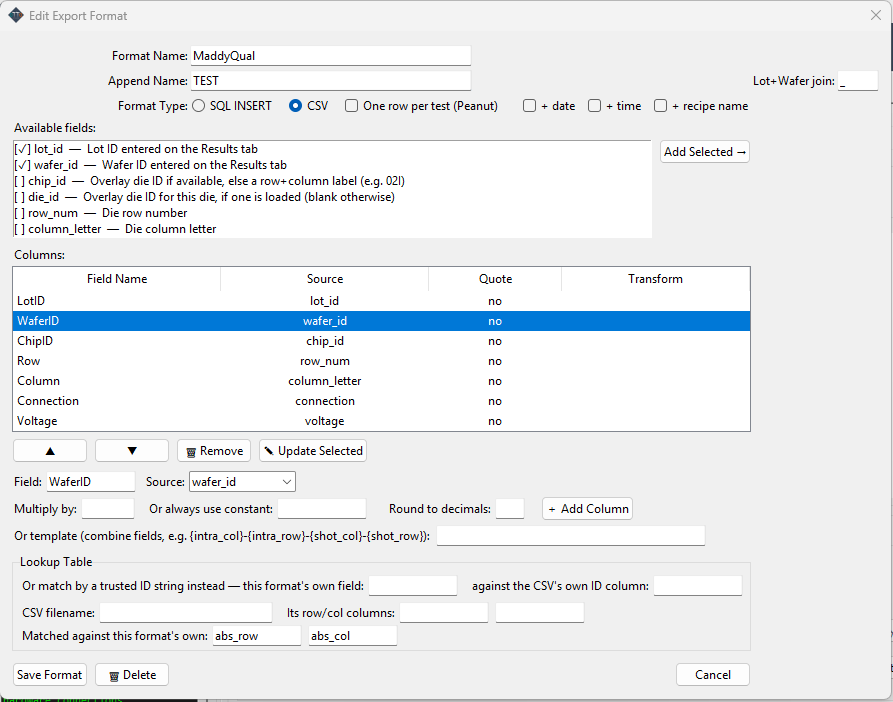 Edit Export Format
Format Name: MaddyQual
Append Name: TEST
Lot+Wafer join: _
Format Type: SQL INSERT CSV One row per test (Peanut) + date + time + recipe name
Available fields:
[✓] lot_id — Lot ID entered on the Results tab
Add Selected →
[✓] wafer_id — Wafer ID entered on the Results tab
[ ] chip_id — Overlay die ID if available, else a row+column label (e.g. 02I)
[ ] die_id — Overlay die ID for this die, if one is loaded (blank otherwise)
[ ] row_num — Die row number
[ ] column_letter — Die column letter
Columns:
Field Name Source Quote Transform
LotID lot_id no
WaferID wafer_id no
ChipID chip_id no
Row row_num no
Column column_letter no
Connection connection no
Voltage voltage no
▲ ▼ Remove Update Selected
Field: WaferID Source: wafer_id
Multiply by: Or always use constant: Round to decimals: + Add Column
Or template (combine fields, e.g. {intra_col}-{intra_row}-{shot_col}-{shot_row}):
Lookup Table
Or match by a trusted ID string instead — this format's own field: against the CSV's own ID column:
CSV filename: Its row/col columns:
Matched against this format's own: abs_row abs_col
Save Format Delete Cancel